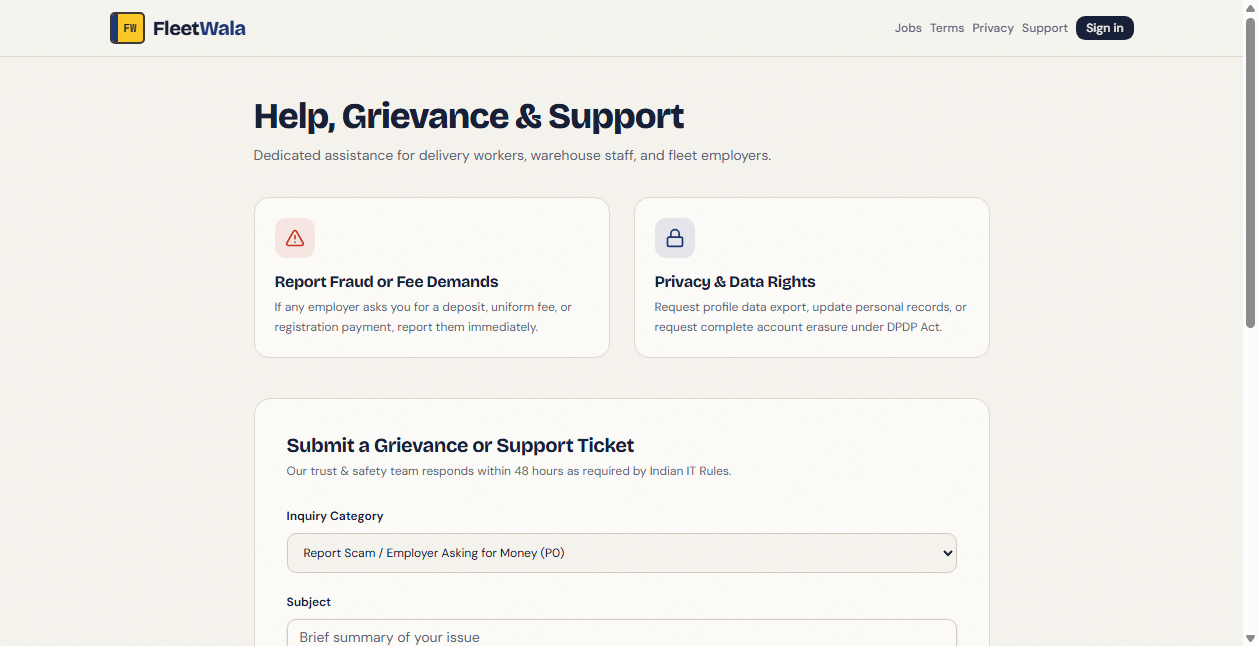 FW FleetWala
Jobs Terms Privacy Support Sign in
Help, Grievance & Support
Dedicated assistance for delivery workers, warehouse staff, and fleet employers.
Report Fraud or Fee Demands
If any employer asks you for a deposit, uniform fee, or
registration payment, report them immediately.
Privacy & Data Rights
Request profile data export, update personal records, or
request complete account erasure under DPDP Act.
Submit a Grievance or Support Ticket
Our trust & safety team responds within 48 hours as required by Indian IT Rules.
Inquiry Category
Report Scam / Employer Asking for Money (P0)
Subject
Brief summary of your issue